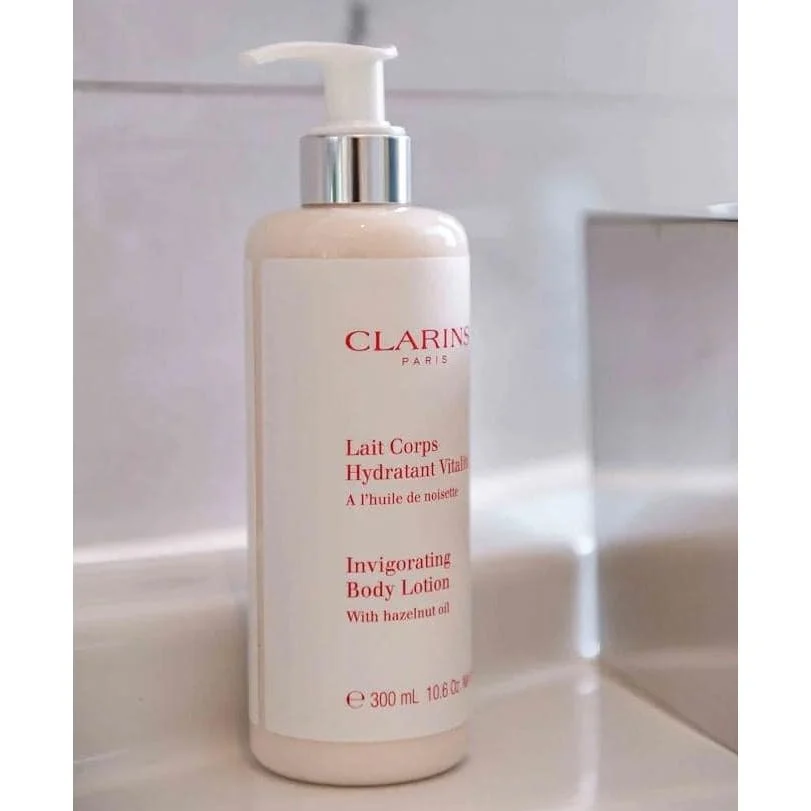 CLARINS
PARIS
Lait Corps
Hydratant Vitalité
A l'huile de noisette
Invigorating
Body Lotion
With hazelnut oil
℮ 300 mL 10.6 Oz.